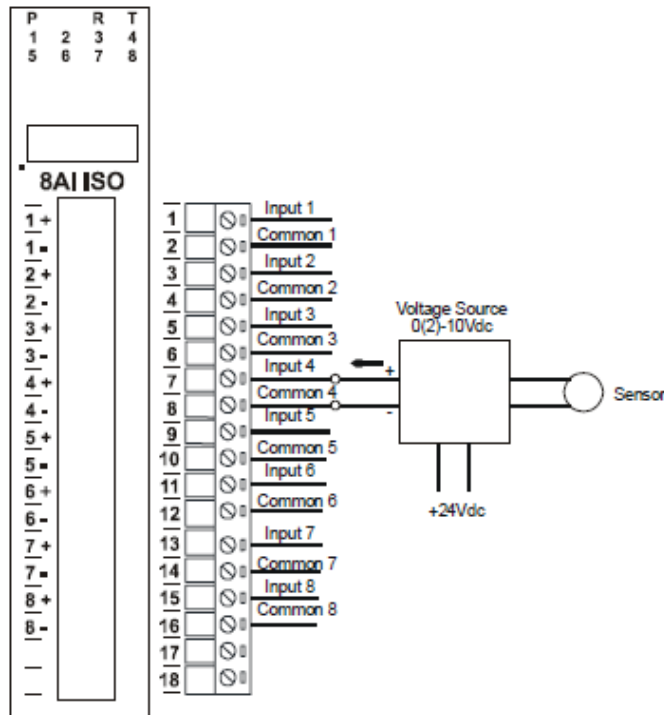 P R T
1 2 3 4
5 6 7 8
8AI ISO
1 +
1 -
2 +
2 -
3 +
3 -
4 +
4 -
5 +
5 -
6 +
6 -
7 +
7 -
8 +
8 -
1 Input 1
2 Common 1
3 Input 2
4 Common 2
5 Input 3
6 Common 3
7 Input 4
8 Common 4
9 Input 5
10 Common 5
11 Input 6
12 Common 6
13 Input 7
14 Common 7
15 Input 8
16 Common 8
17
18
Voltage Source
0(2)-10Vdc
+
-
Sensor
+24Vdc